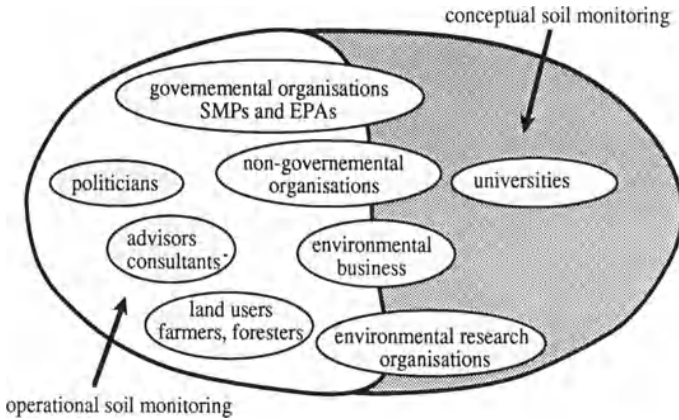 conceptual soil monitoring
governemental organisations
SMPs and EPAs
non-governemental
organisations
politicians
universities
advisors
consultants
environmental
business
land users
farmers, foresters
environmental research
organisations
operational soil monitoring